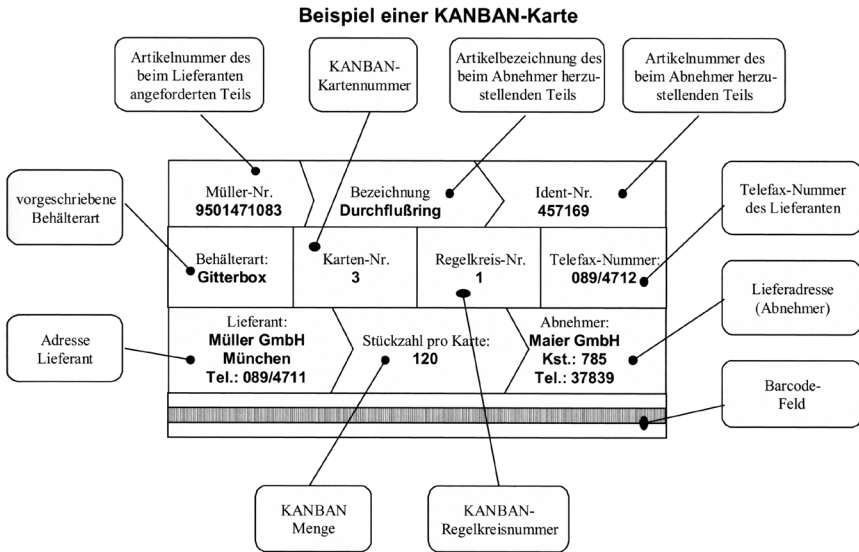 Beispiel einer KANBAN-Karte
Artikelnummer des
beim Lieferanten
angeforderten Teils
KANBAN-
Kartennummer
Artikelbezeichnung des
beim Abnehmer herzu-
stellenden Teils
Artikelnummer des
beim Abnehmer herzu-
stellenden Teils
vorgeschriebene
Behälterart
Müller-Nr.
9501471083
Bezeichnung
Durchflußring
Ident-Nr.
457169
Telefax-Nummer
des Lieferanten
Behälterart:
Gitterbox
Karten-Nr.
3
Regelkreis-Nr.
1
Telefax-Nummer:
089/4712
Lieferadresse
(Abnehmer)
Adresse
Lieferant
Lieferant:
Müller GmbH
München
Tel.: 089/4711
Stückzahl pro Karte:
120
Abnehmer:
Maier GmbH
Kst.: 785
Tel.: 37839
Barcode-
Feld
KANBAN
Menge
KANBAN-
Regelkreisnummer